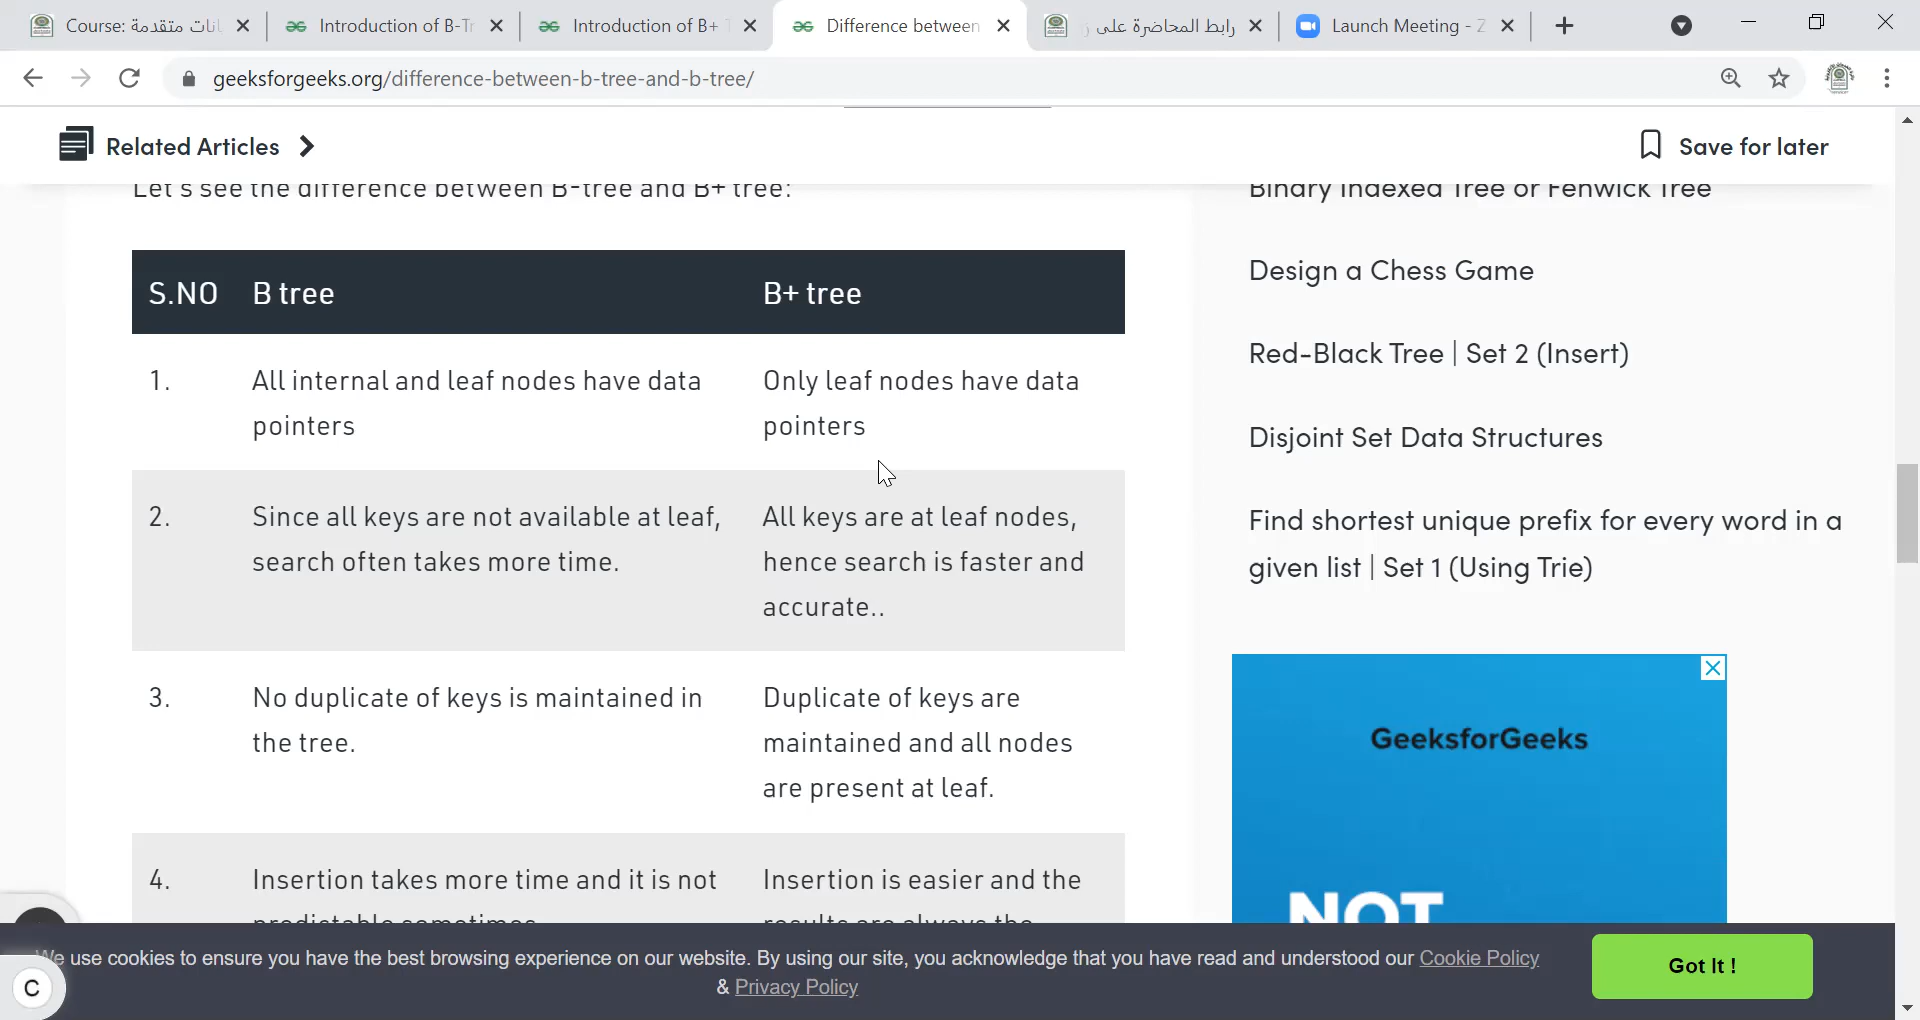 Course: انات متقدمة
Introduction of B-Tr
Introduction of B+ T
Difference between
رابط المحاضرة على ز
Launch Meeting - Z
geeksforgeeks.org/difference-between-b-tree-and-b-tree/
Related Articles
Save for later
Let's see the difference between B-tree and B+ tree:
S.NO B tree B+ tree
1. All internal and leaf nodes have data Only leaf nodes have data
pointers pointers
2. Since all keys are not available at leaf, All keys are at leaf nodes,
search often takes more time. hence search is faster and
accurate..
3. No duplicate of keys is maintained in Duplicate of keys are
the tree. maintained and all nodes
are present at leaf.
4. Insertion takes more time and it is not Insertion is easier and the
predictable sometimes results are always the
Binary Indexed Tree or Fenwick Tree
Design a Chess Game
Red-Black Tree | Set 2 (Insert)
Disjoint Set Data Structures
Find shortest unique prefix for every word in a
given list | Set 1 (Using Trie)
GeeksforGeeks
NOT
We use cookies to ensure you have the best browsing experience on our website. By using our site, you acknowledge that you have read and understood our Cookie Policy
& Privacy Policy
Got It !
C